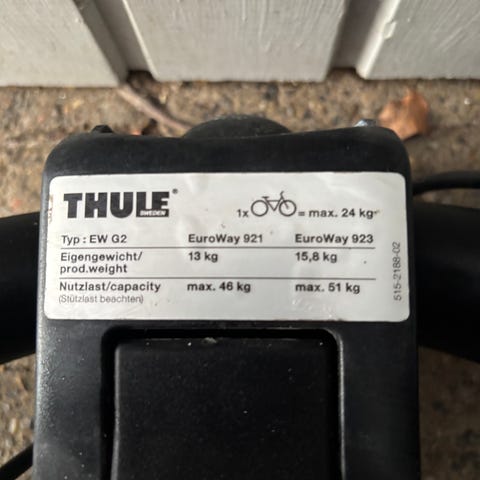 THULE®
SWEDEN
1x = max. 24 kg
Typ : EW G2 EuroWay 921 EuroWay 923
Eigengewicht/ 13 kg 15,8 kg
prod.weight
Nutzlast/capacity max. 46 kg max. 51 kg
(Stützlast beachten)
515-2188-02